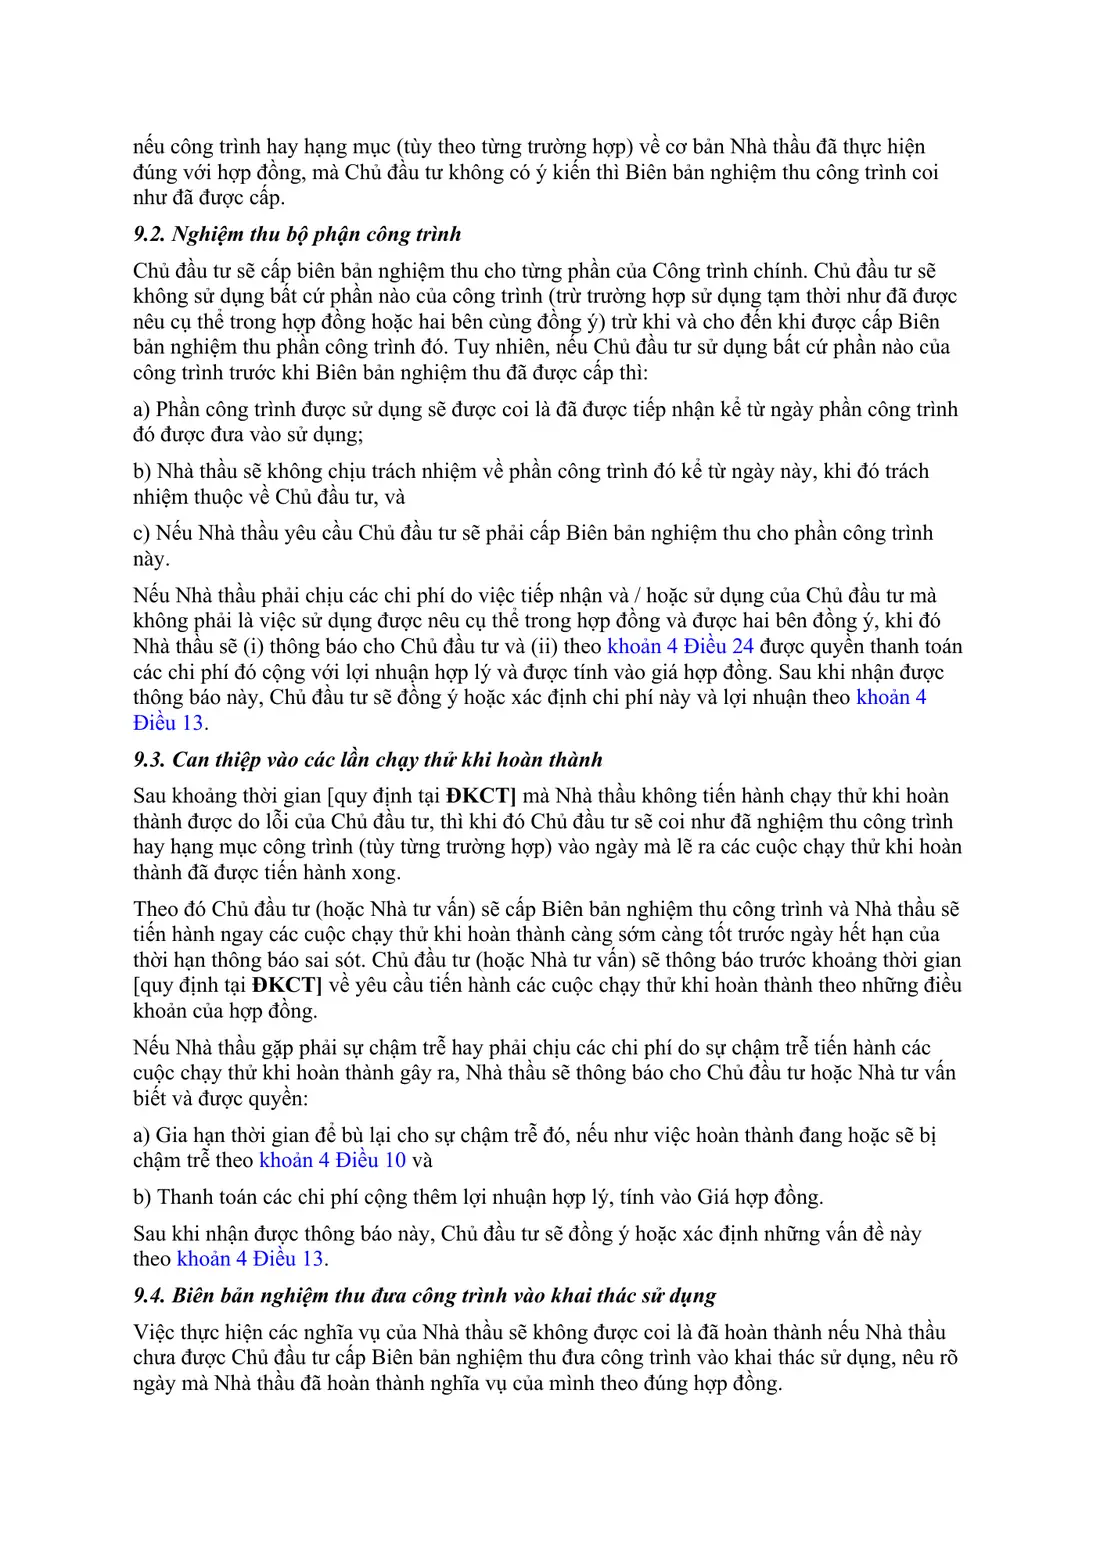 nếu công trình hay hạng mục (tùy theo từng trường hợp) về cơ bản Nhà thầu đã thực hiện
đúng với hợp đồng, mà Chủ đầu tư không có ý kiến thì Biên bản nghiệm thu công trình coi
như đã được cấp.
9.2. Nghiệm thu bộ phận công trình
Chủ đầu tư sẽ cấp biên bản nghiệm thu cho từng phần của Công trình chính. Chủ đầu tư sẽ
không sử dụng bất cứ phần nào của công trình (trừ trường hợp sử dụng tạm thời như đã được
nêu cụ thể trong hợp đồng hoặc hai bên cùng đồng ý) trừ khi và cho đến khi được cấp Biên
bản nghiệm thu phần công trình đó. Tuy nhiên, nếu Chủ đầu tư sử dụng bất cứ phần nào của
công trình trước khi Biên bản nghiệm thu đã được cấp thì:
a) Phần công trình được sử dụng sẽ được coi là đã được tiếp nhận kể từ ngày phần công trình
đó được đưa vào sử dụng;
b) Nhà thầu sẽ không chịu trách nhiệm về phần công trình đó kể từ ngày này, khi đó trách
nhiệm thuộc về Chủ đầu tư, và
c) Nếu Nhà thầu yêu cầu Chủ đầu tư sẽ phải cấp Biên bản nghiệm thu cho phần công trình
này.
Nếu Nhà thầu phải chịu các chi phí do việc tiếp nhận và / hoặc sử dụng của Chủ đầu tư mà
không phải là việc sử dụng được nêu cụ thể trong hợp đồng và được hai bên đồng ý, khi đó
Nhà thầu sẽ (i) thông báo cho Chủ đầu tư và (ii) theo khoản 4 Điều 24 được quyền thanh toán
các chi phí đó cộng với lợi nhuận hợp lý và được tính vào giá hợp đồng. Sau khi nhận được
thông báo này, Chủ đầu tư sẽ đồng ý hoặc xác định chi phí này và lợi nhuận theo khoản 4
Điều 13.
9.3. Can thiệp vào các lần chạy thử khi hoàn thành
Sau khoảng thời gian [quy định tại ĐKCT] mà Nhà thầu không tiến hành chạy thử khi hoàn
thành được do lỗi của Chủ đầu tư, thì khi đó Chủ đầu tư sẽ coi như đã nghiệm thu công trình
hay hạng mục công trình (tùy từng trường hợp) vào ngày mà lẽ ra các cuộc chạy thử khi hoàn
thành đã được tiến hành xong.
Theo đó Chủ đầu tư (hoặc Nhà tư vấn) sẽ cấp Biên bản nghiệm thu công trình và Nhà thầu sẽ
tiến hành ngay các cuộc chạy thử khi hoàn thành càng sớm càng tốt trước ngày hết hạn của
thời hạn thông báo sai sót. Chủ đầu tư (hoặc Nhà tư vấn) sẽ thông báo trước khoảng thời gian
[quy định tại ĐKCT] về yêu cầu tiến hành các cuộc chạy thử khi hoàn thành theo những điều
khoản của hợp đồng.
Nếu Nhà thầu gặp phải sự chậm trễ hay phải chịu các chi phí do sự chậm trễ tiến hành các
cuộc chạy thử khi hoàn thành gây ra, Nhà thầu sẽ thông báo cho Chủ đầu tư hoặc Nhà tư vấn
biết và được quyền:
a) Gia hạn thời gian để bù lại cho sự chậm trễ đó, nếu như việc hoàn thành đang hoặc sẽ bị
chậm trễ theo khoản 4 Điều 10 và
b) Thanh toán các chi phí cộng thêm lợi nhuận hợp lý, tính vào Giá hợp đồng.
Sau khi nhận được thông báo này, Chủ đầu tư sẽ đồng ý hoặc xác định những vấn đề này
theo khoản 4 Điều 13.
9.4. Biên bản nghiệm thu đưa công trình vào khai thác sử dụng
Việc thực hiện các nghĩa vụ của Nhà thầu sẽ không được coi là đã hoàn thành nếu Nhà thầu
chưa được Chủ đầu tư cấp Biên bản nghiệm thu đưa công trình vào khai thác sử dụng, nêu rõ
ngày mà Nhà thầu đã hoàn thành nghĩa vụ của mình theo đúng hợp đồng.